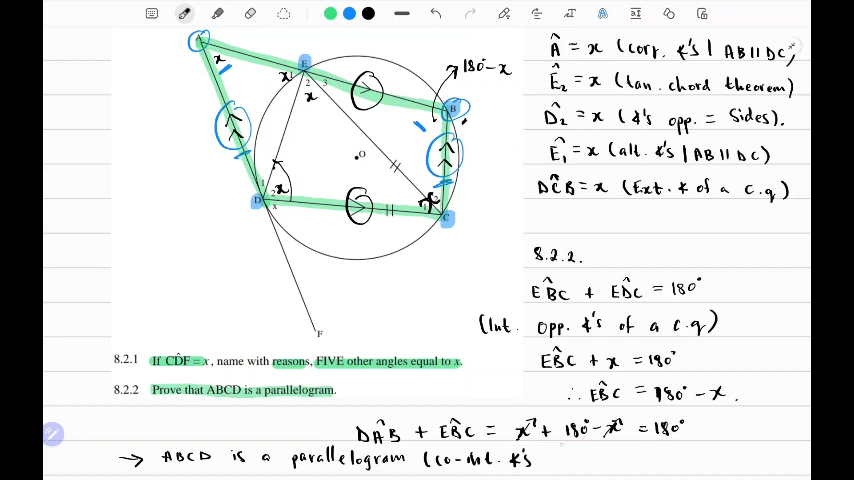 A
x
E
x
1
2
3
x
180°-x
B
O
1
D
2
x
x
1
2
x
C
F
Â = x (corr. ∠'s | AB||DC)
Ê₂ = x (tan. chord theorem)
D̂₂ = x (∠'s opp. = sides).
Ê₁ = x (alt. ∠'s | AB||DC)
DĈB = x (Ext. ∠ of a c.q)
8.2.2.
EB̂C + ED̂C = 180°
(Int. opp. ∠'s of a c.q)
EB̂C + x = 180°
∴ EB̂C = 180° - x.
8.2.1 If CD̂F = x, name with reasons, FIVE other angles equal to x.
8.2.2 Prove that ABCD is a parallelogram.
DÂB + EB̂C = x + 180° - x = 180°
→ ABCD is a parallelogram (co-int. ∠'s